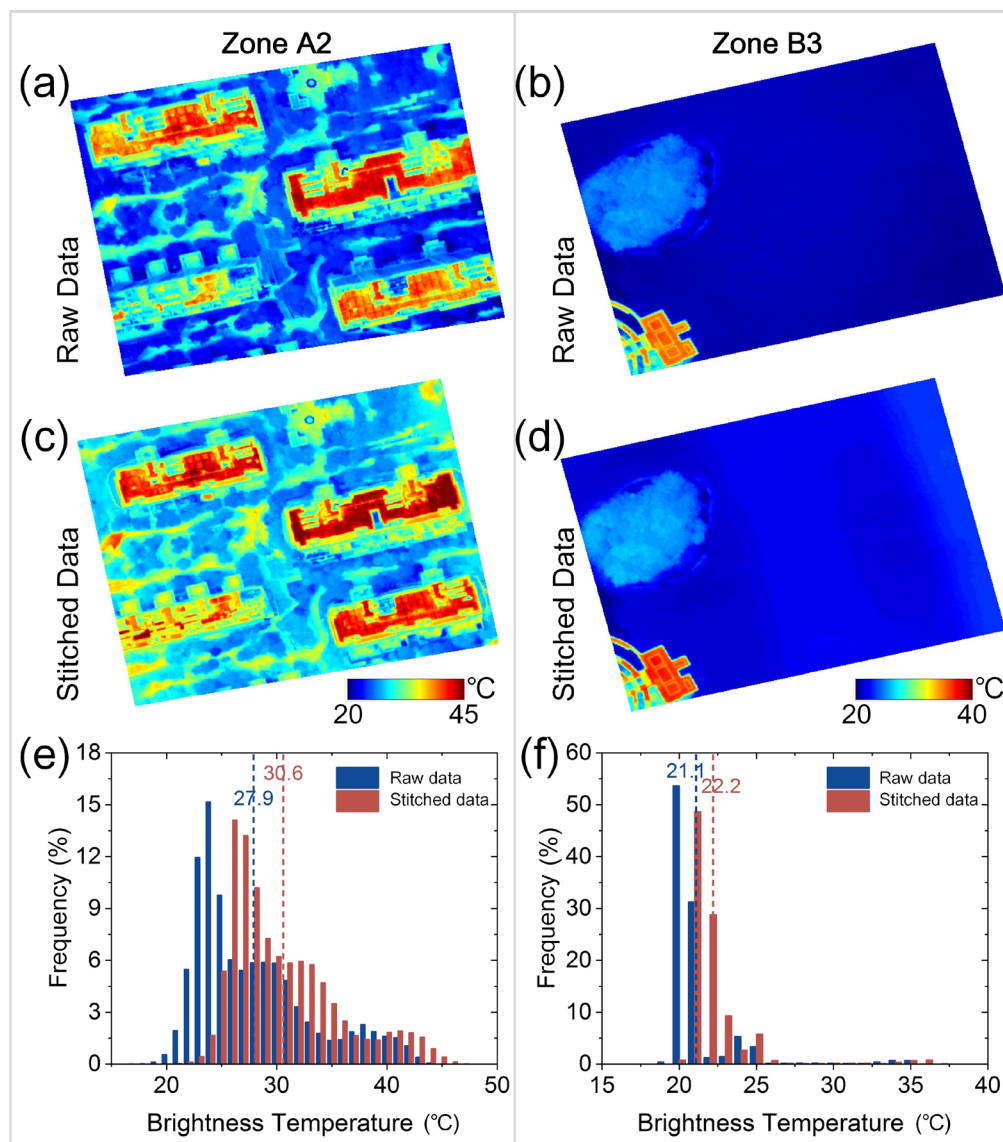 Zone A2
Zone B3
(a)
(b)
Raw Data
Raw Data
(c)
(d)
Stitched Data
Stitched Data
°C
20
45
°C
20
40
(e)
18
15
12
9
6
3
0
Frequency (%)
30.6
27.9
Raw data
Stitched data
20
30
40
50
Brightness Temperature (°C)
(f)
60
50
40
30
20
10
0
Frequency (%)
21.1
22.2
Raw data
Stitched data
15
20
25
30
35
40
Brightness Temperature (°C)